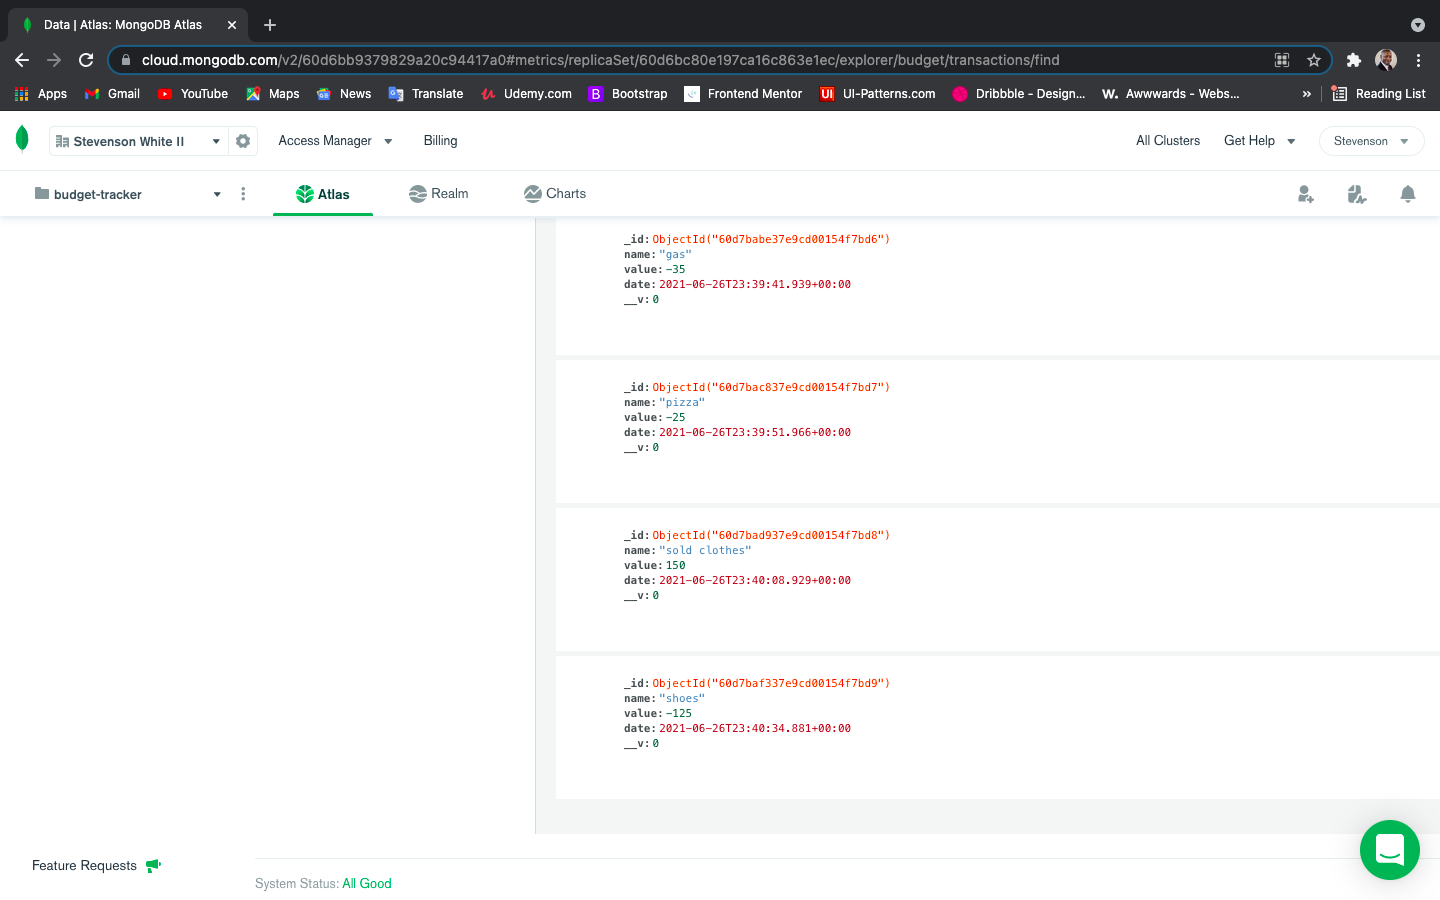 Data | Atlas: MongoDB Atlas
cloud.mongodb.com/v2/60d6bb9379829a20c94417a0#metrics/replicaSet/60d6bc80e197ca16c863e1ec/explorer/budget/transactions/find
Apps Gmail YouTube Maps News Translate Udemy.com Bootstrap Frontend Mentor UI-Patterns.com Dribbble - Design... W. Awwwards - Webs... » Reading List
Stevenson White II Access Manager Billing All Clusters Get Help Stevenson
budget-tracker Atlas Realm Charts
_id: ObjectId("60d7babe37e9cd00154f7bd6")
name: "gas"
value: -35
date: 2021-06-26T23:39:41.939+00:00
__v: 0
_id: ObjectId("60d7bac837e9cd00154f7bd7")
name: "pizza"
value: -25
date: 2021-06-26T23:39:51.966+00:00
__v: 0
_id: ObjectId("60d7bad937e9cd00154f7bd8")
name: "sold clothes"
value: 150
date: 2021-06-26T23:40:08.929+00:00
__v: 0
_id: ObjectId("60d7baf337e9cd00154f7bd9")
name: "shoes"
value: -125
date: 2021-06-26T23:40:34.881+00:00
__v: 0
Feature Requests
System Status: All Good